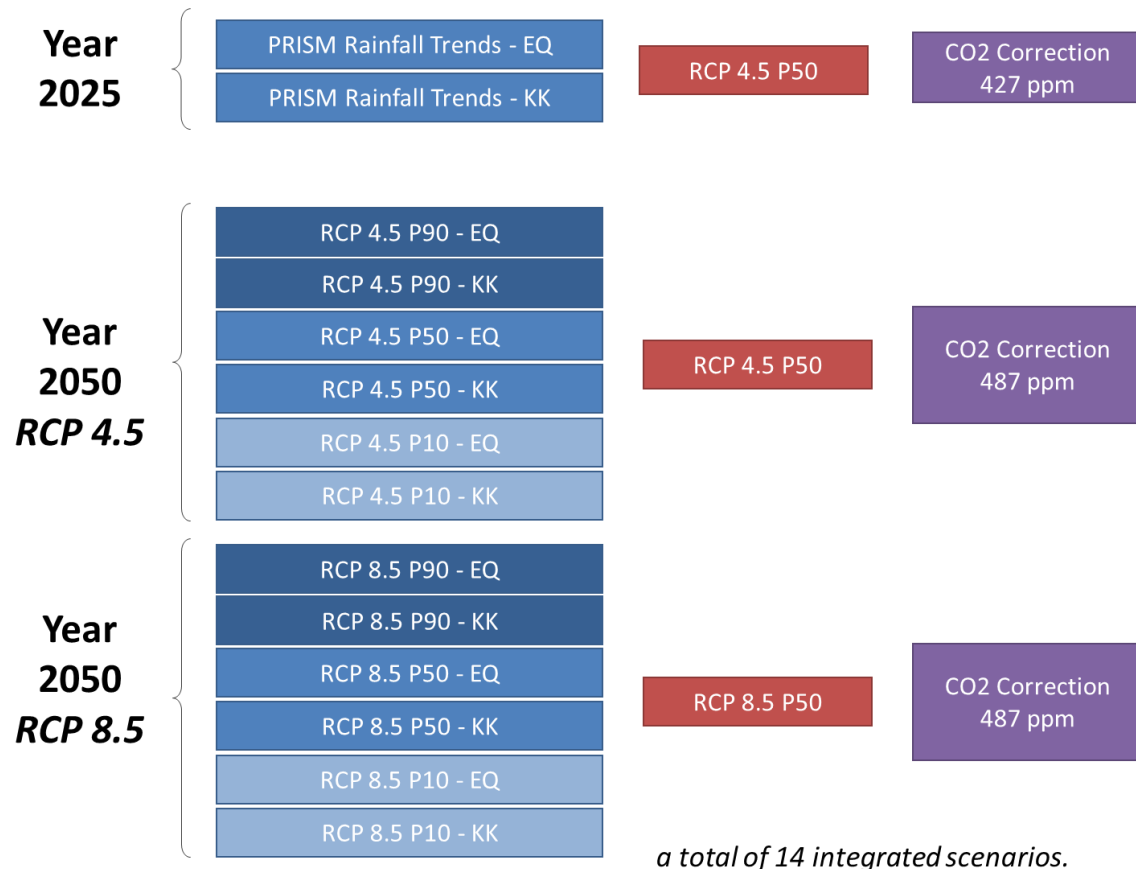 Year
2025
PRISM Rainfall Trends - EQ
PRISM Rainfall Trends - KK
RCP 4.5 P50
CO2 Correction
427 ppm
Year
2050
RCP 4.5
RCP 4.5 P90 - EQ
RCP 4.5 P90 - KK
RCP 4.5 P50 - EQ
RCP 4.5 P50 - KK
RCP 4.5 P10 - EQ
RCP 4.5 P10 - KK
RCP 4.5 P50
CO2 Correction
487 ppm
Year
2050
RCP 8.5
RCP 8.5 P90 - EQ
RCP 8.5 P90 - KK
RCP 8.5 P50 - EQ
RCP 8.5 P50 - KK
RCP 8.5 P10 - EQ
RCP 8.5 P10 - KK
RCP 8.5 P50
CO2 Correction
487 ppm
a total of 14 integrated scenarios.